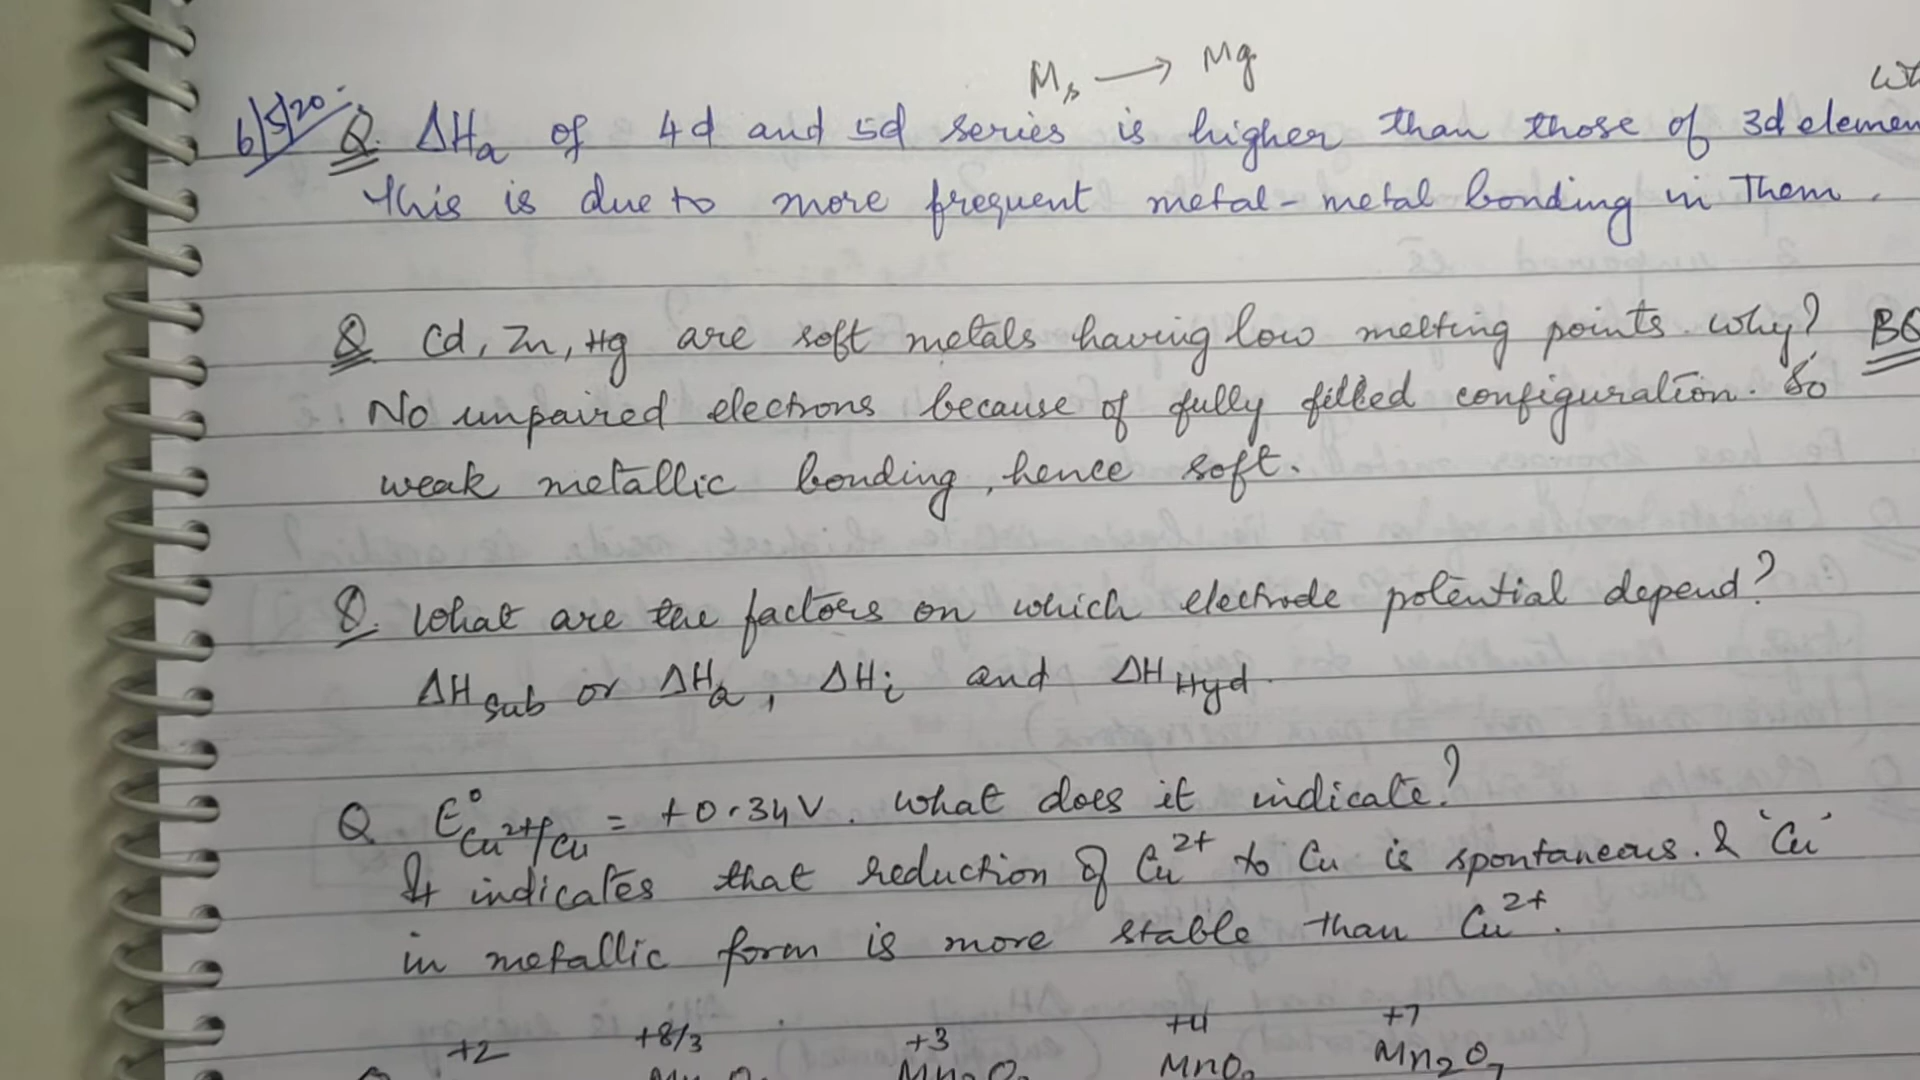 Ms → Mg
6/5/20
Q. ΔHa of 4d and 5d series is higher than those of 3d elemen
This is due to more frequent metal-metal bonding in Them.
Q Cd, Zn, Hg are soft metals having low melting points. Why?
No unpaired electrons because of fully filled configuration. So
weak metallic bonding, hence soft.
Q. What are the factors on which electrode potential depend?
ΔHsub or ΔHa, ΔHi and ΔHHyd.
Q E°Cu²⁺/Cu = +0.34V. What does it indicate?
It indicates that reduction of Cu²⁺ to Cu is spontaneous. & 'Cu'
in metallic form is more stable than Cu²⁺.
+2 +8/3 +3 +4 +7
Mn2O7